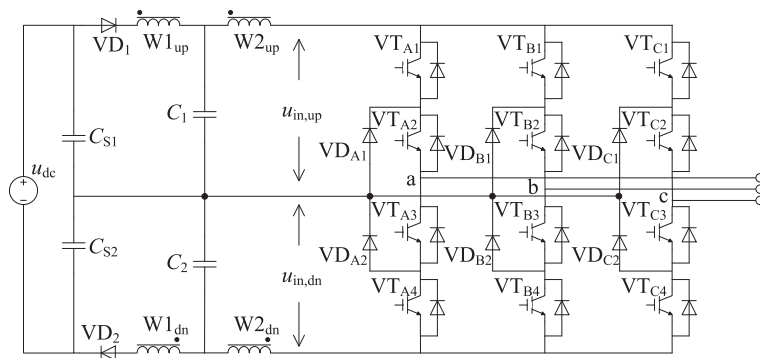 VD1 W1up W2up
VTA1 VTB1 VTC1
CS1 C1 uin,up
VTA2 VTB2 VTC2
VDA1 VDB1 VDC1
udc
+
−
a b c
CS2 C2 uin,dn
VTA3 VTB3 VTC3
VDA2 VDB2 VDC2
VTA4 VTB4 VTC4
VD2 W1dn W2dn